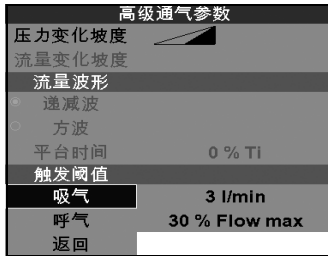 高级通气参数
压力变化坡度
流量变化坡度
流量波形
递减波
方波
平台时间 0 % Ti
触发阈值
吸气 3 l/min
呼气 30 % Flow max
返回